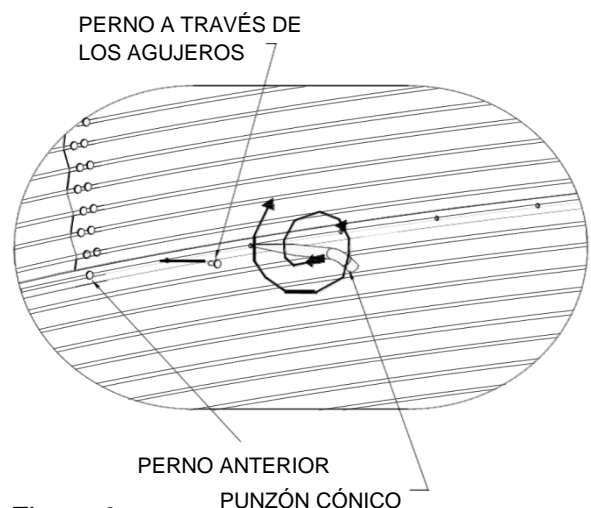 PERNO A TRAVÉS DE
LOS AGUJEROS
PERNO ANTERIOR
PUNZÓN CÓNICO